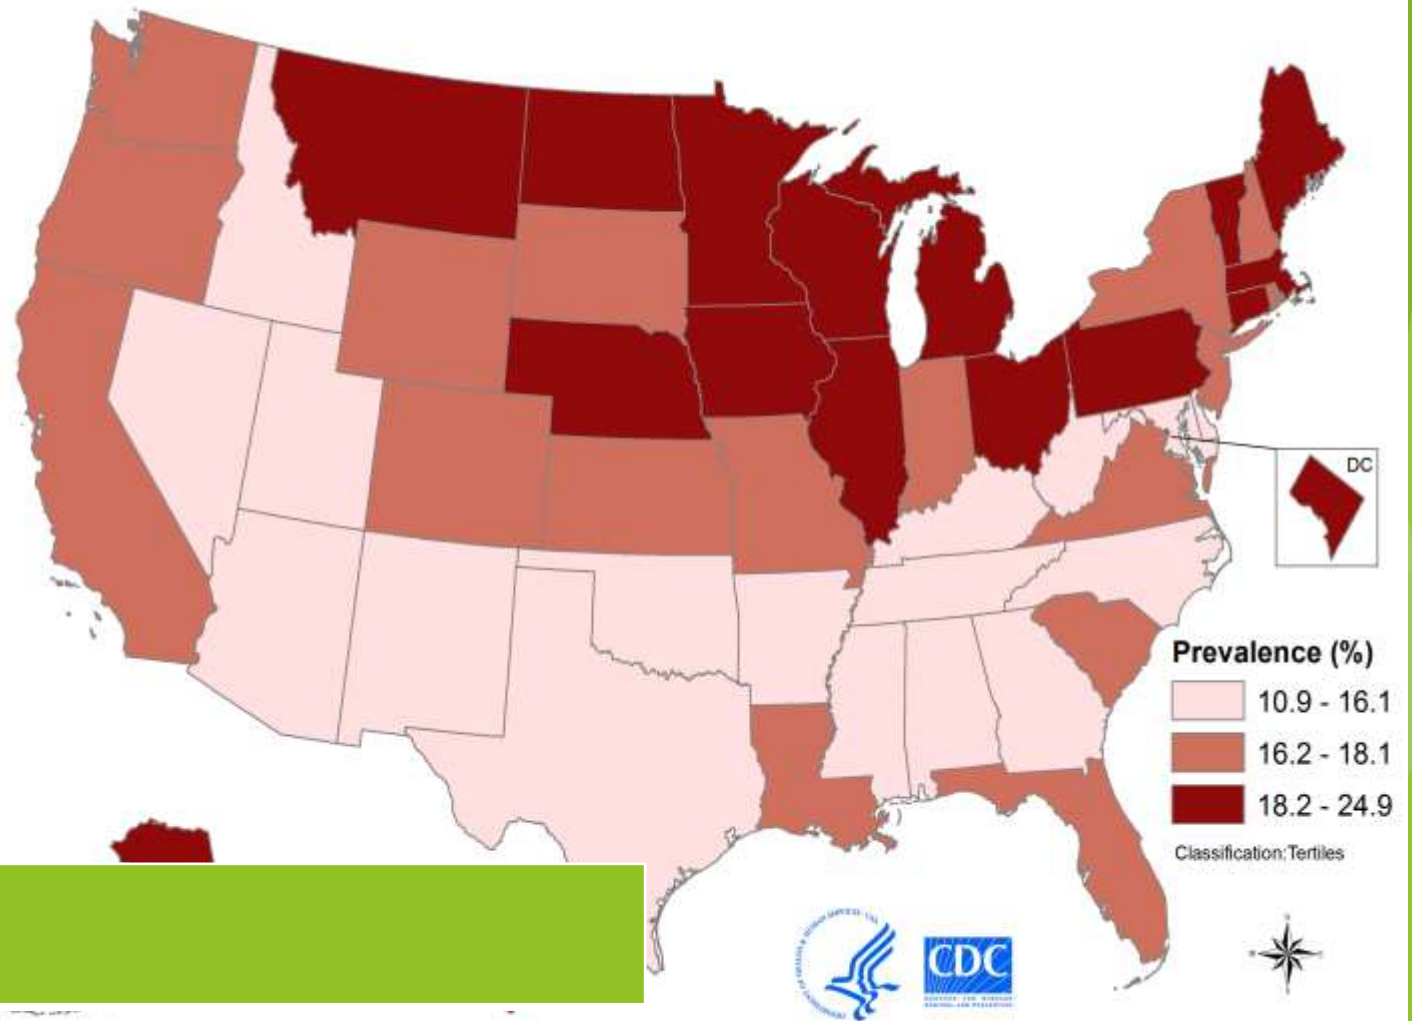 DC
Prevalence (%)
10.9 - 16.1
16.2 - 18.1
18.2 - 24.9
Classification:Tertiles
CDC